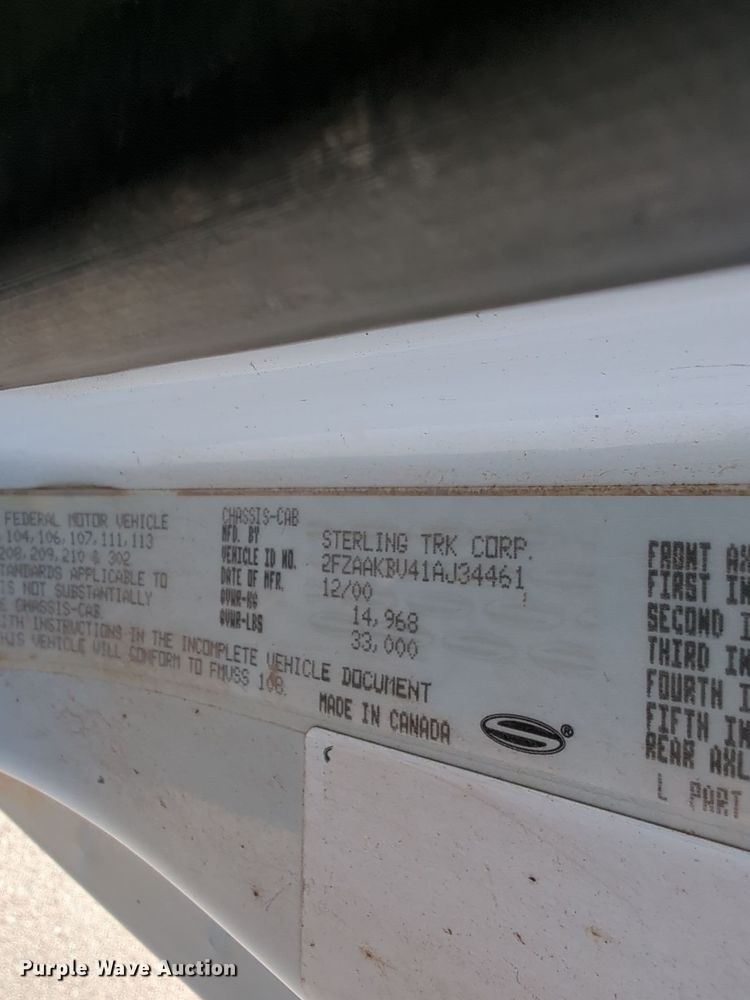 FEDERAL MOTOR VEHICLE
104,106,107,111,113
208,209,210 & 302
TANDARDS APPLICABLE TO
IS NOT SUBSTANTIALLY
E CHASSIS-CAB.
ITH INSTRUCTIONS IN THE INCOMPLETE VEHICLE DOCUMENT
THIS VEHICLE WILL CONFORM TO FMVSS 108.
CHASSIS-CAB
MFD. BY STERLING TRK CORP.
VEHICLE ID NO. 2FZAAKBV41AJ34461
DATE OF MFR. 12/00
GVWR-KG 14,968
GVWR-LBS 33,000
MADE IN CANADA
®
FRONT AX
FIRST IN
SECOND I
THIRD IN
FOURTH I
FIFTH IN
REAR AXL
L PART
Purple Wave Auction